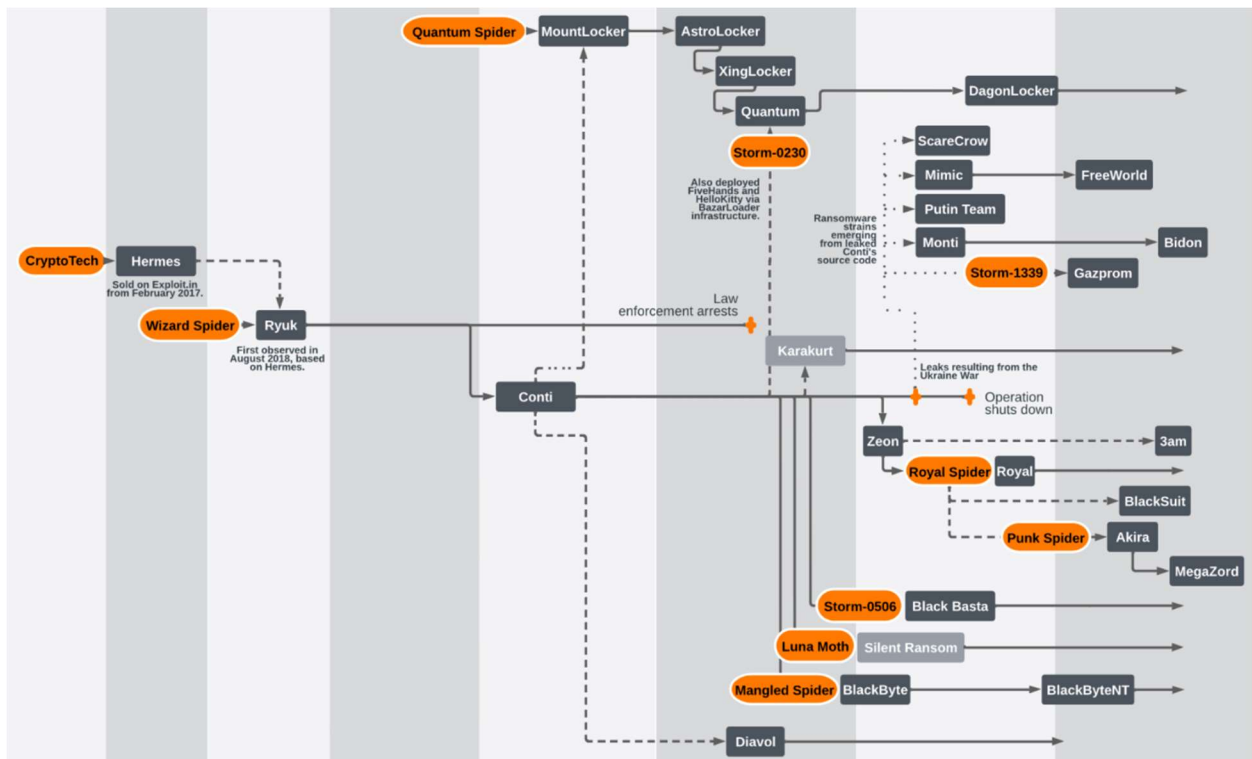 Quantum Spider
MountLocker
AstroLocker
XingLocker
Quantum
DagonLocker
Storm-0230
Also deployed
FiveHands and
HelloKitty via
BazarLoader
infrastructure.
ScareCrow
Mimic
FreeWorld
Putin Team
Ransomware
strains
emerging
from leaked
Conti's
source code
Monti
Bidon
Storm-1339
Gazprom
CryptoTech
Hermes
Sold on Exploit.in
from February 2017.
Wizard Spider
Ryuk
First observed in
August 2018, based
on Hermes.
Law
enforcement arrests
Karakurt
Leaks resulting from the
Ukraine War
Conti
Operation
shuts down
Zeon
3am
Royal Spider
Royal
BlackSuit
Punk Spider
Akira
MegaZord
Storm-0506
Black Basta
Luna Moth
Silent Ransom
Mangled Spider
BlackByte
BlackByteNT
Diavol